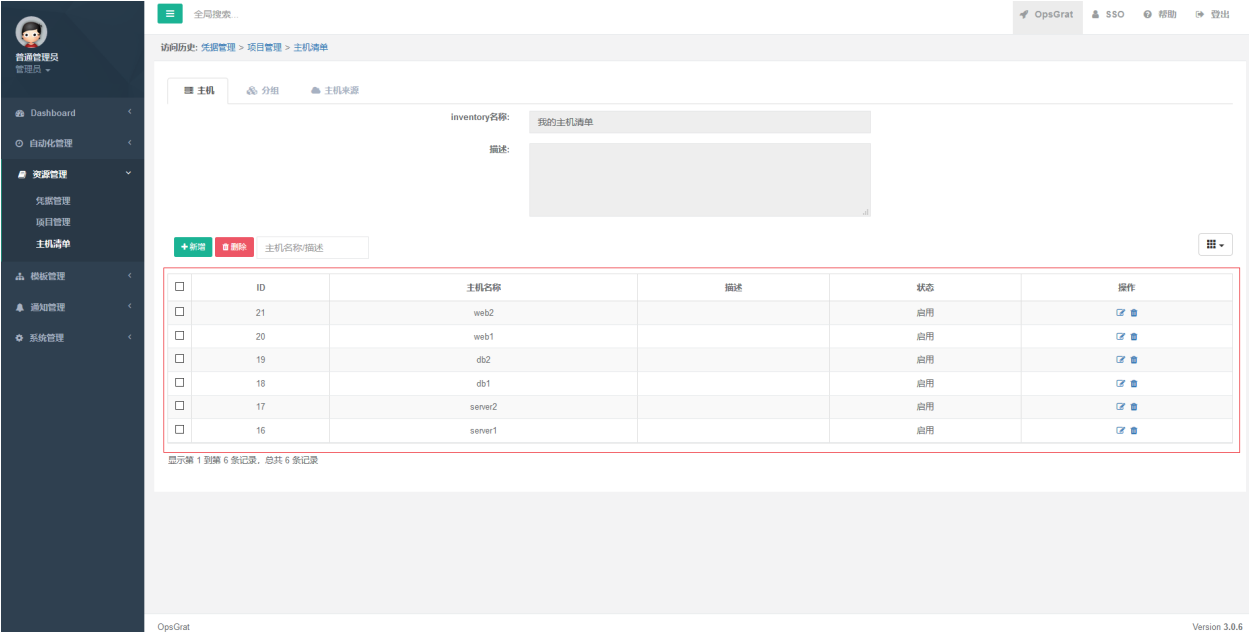 全局搜索...
OpsGrat SSO 帮助 登出
普通管理员
管理员
访问历史: 凭据管理 > 项目管理 > 主机清单
Dashboard
自动化管理
资源管理
凭据管理
项目管理
主机清单
模板管理
通知管理
系统管理
主机 分组 主机来源
inventory名称: 我的主机清单
描述:
新增 删除 主机名称/描述
ID 主机名称 描述 状态 操作
21 web2 启用
20 web1 启用
19 db2 启用
18 db1 启用
17 server2 启用
16 server1 启用
显示第 1 到第 6 条记录，总共 6 条记录
OpsGrat Version 3.0.6